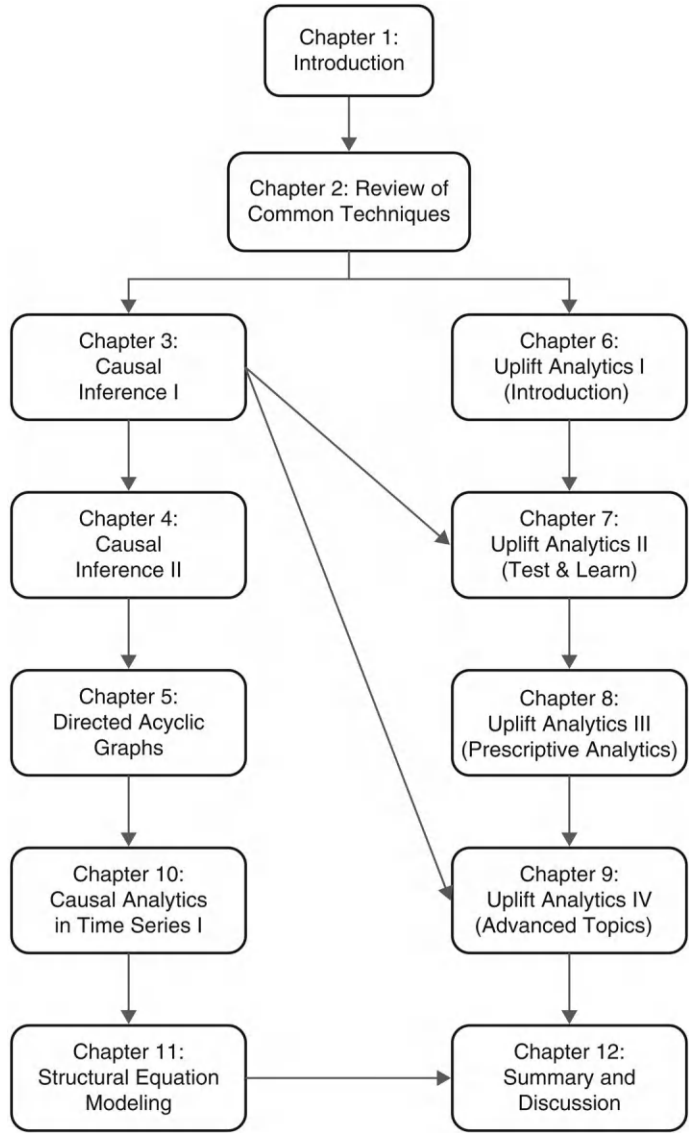 Chapter 1:
Introduction
Chapter 2: Review of
Common Techniques
Chapter 3:
Causal
Inference I
Chapter 6:
Uplift Analytics I
(Introduction)
Chapter 4:
Causal
Inference II
Chapter 7:
Uplift Analytics II
(Test & Learn)
Chapter 5:
Directed Acyclic
Graphs
Chapter 8:
Uplift Analytics III
(Prescriptive Analytics)
Chapter 10:
Causal Analytics
in Time Series I
Chapter 9:
Uplift Analytics IV
(Advanced Topics)
Chapter 11:
Structural Equation
Modeling
Chapter 12:
Summary and
Discussion